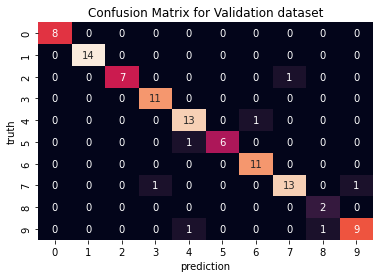 Confusion Matrix for Validation dataset
0 8 0 0 0 0 0 0 0 0 0
1 0 14 0 0 0 0 0 0 0 0
2 0 0 7 0 0 0 0 1 0 0
3 0 0 0 11 0 0 0 0 0 0
4 0 0 0 0 13 0 1 0 0 0
truth
5 0 0 0 0 1 6 0 0 0 0
6 0 0 0 0 0 0 11 0 0 0
7 0 0 0 1 0 0 0 13 0 1
8 0 0 0 0 0 0 0 0 2 0
9 0 0 0 0 1 0 0 0 1 9
0 1 2 3 4 5 6 7 8 9
prediction